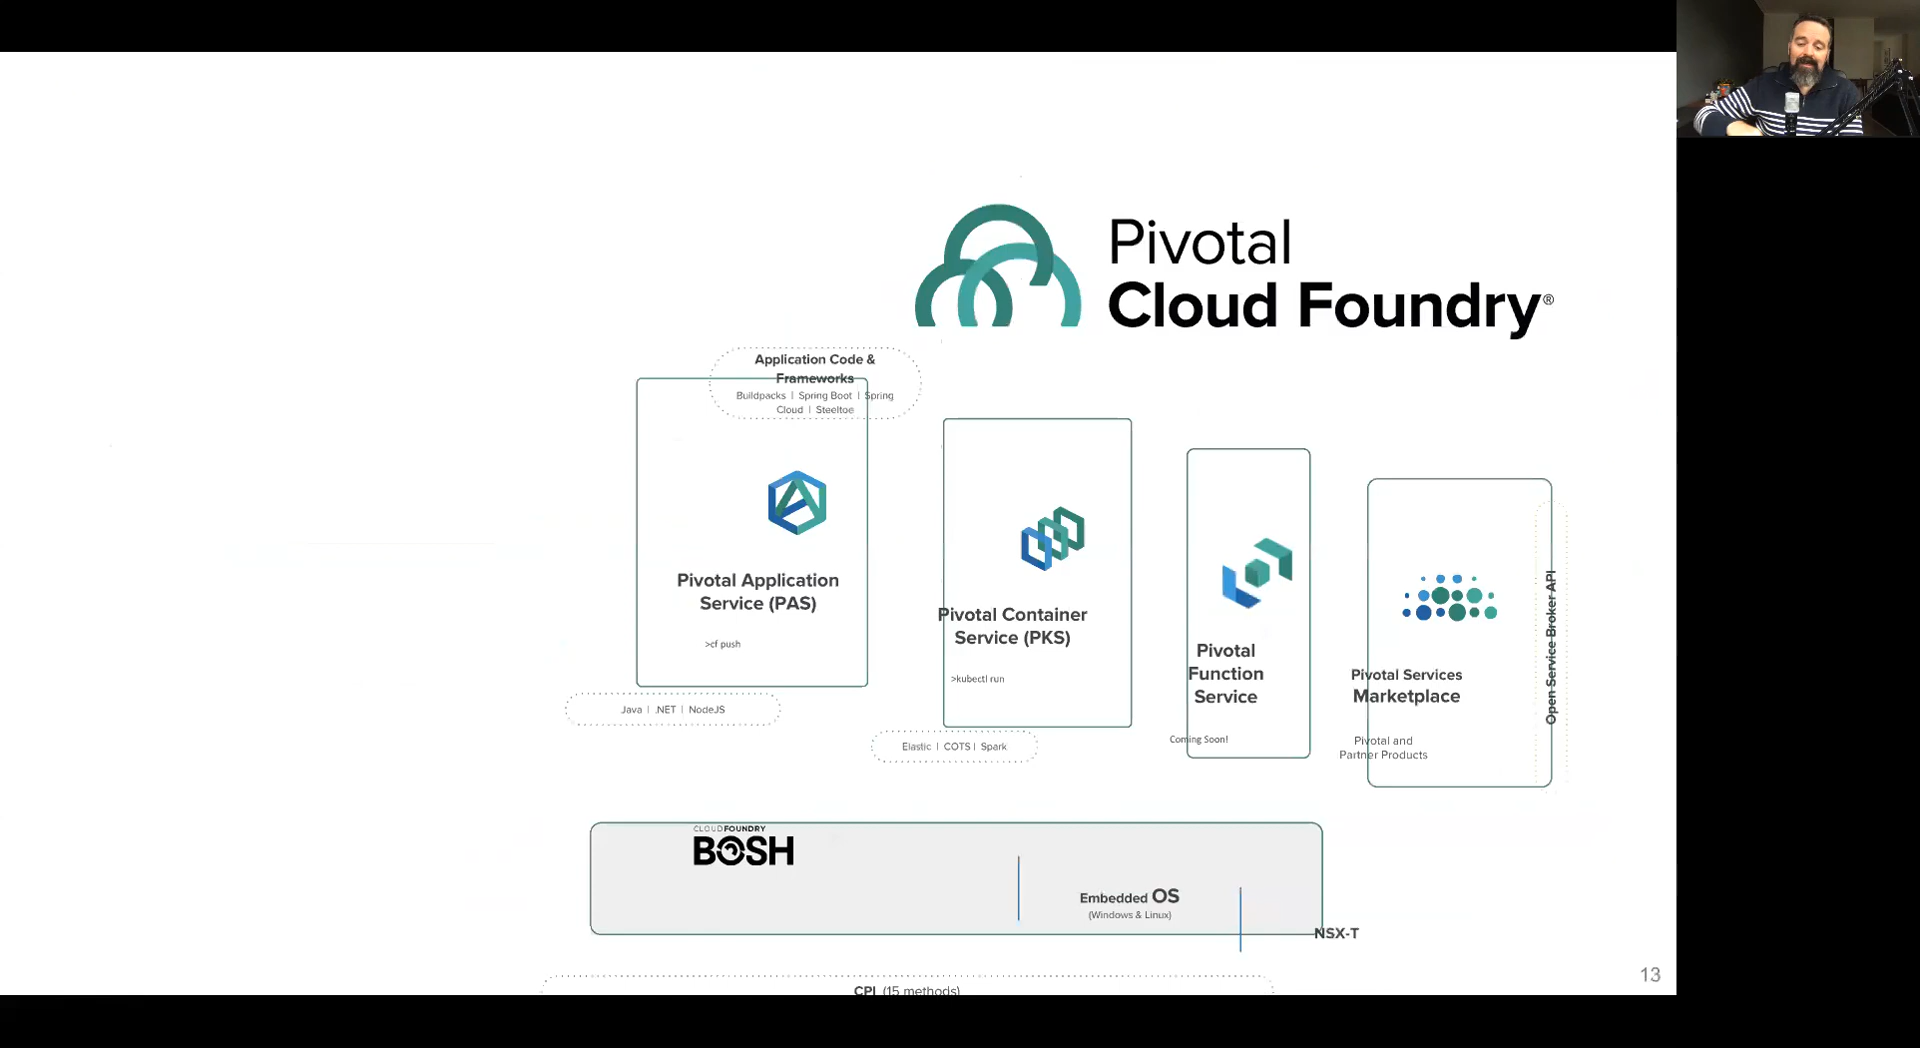 Pivotal
Cloud Foundry®
Application Code &
Frameworks
Buildpacks | Spring Boot | Spring
Cloud | Steeltoe
Pivotal Application
Service (PAS)
>cf push
Java | .NET | NodeJS
Pivotal Container
Service (PKS)
>kubectl run
Elastic | COTS | Spark
Pivotal
Function
Service
Coming Soon!
Pivotal Services
Marketplace
Pivotal and
Partner Products
Open Service Broker API
CLOUDFOUNDRY
BOSH
Embedded OS
(Windows & Linux)
NSX-T
CPI (15 methods)
13